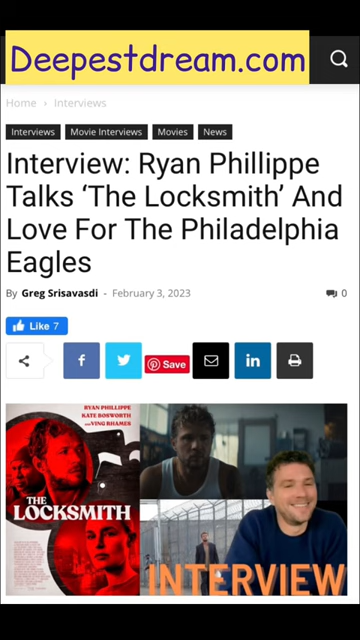 Deepestdream.com
Home › Interviews
Interviews Movie Interviews Movies News
Interview: Ryan Phillippe
Talks ‘The Locksmith’ And
Love For The Philadelphia
Eagles
By Greg Srisavasdi - February 3, 2023 0
Like 7
Save
RYAN PHILLIPPE
KATE BOSWORTH
AND VING RHAMES
THE
LOCKSMITH
INTERVIEW